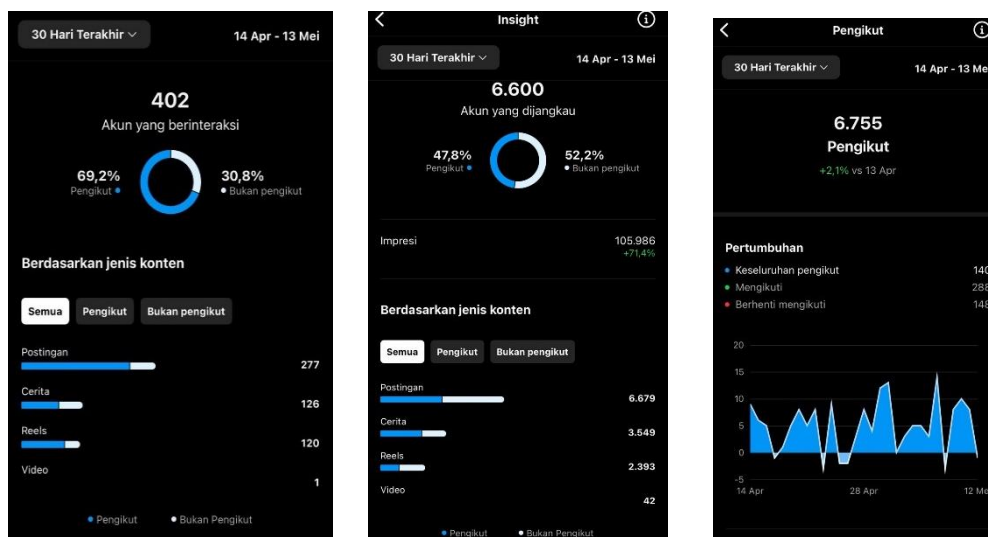 30 Hari Terakhir
14 Apr - 13 Mei
402
Akun yang berinteraksi
69,2%
Pengikut
30,8%
Bukan pengikut
Berdasarkan jenis konten
Semua
Pengikut
Bukan pengikut
Postingan
277
Cerita
126
Reels
120
Video
1
Pengikut
Bukan Pengikut
Insight
30 Hari Terakhir
14 Apr - 13 Mei
6.600
Akun yang dijangkau
47,8%
Pengikut
52,2%
Bukan pengikut
Impresi
105.986
+71,4%
Berdasarkan jenis konten
Semua
Pengikut
Bukan pengikut
Postingan
6.679
Cerita
3.549
Reels
2.393
Video
42
Pengikut
Bukan Pengikut
Pengikut
30 Hari Terakhir
14 Apr - 13 Me
6.755
Pengikut
+2,1% vs 13 Apr
Pertumbuhan
Keseluruhan pengikut
140
Mengikuti
288
Berhenti mengikuti
148
20
15
10
5
0
-5
14 Apr
28 Apr
12 Me